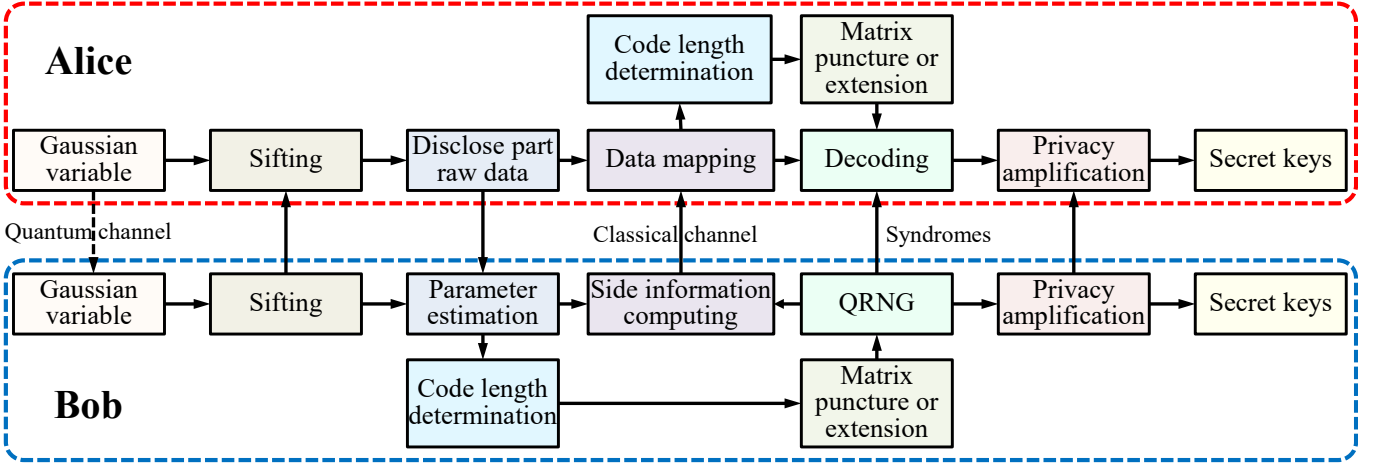 Alice
Code length
determination
Matrix
puncture or
extension
Gaussian
variable
Sifting
Disclose part
raw data
Data mapping
Decoding
Privacy
amplification
Secret keys
Quantum channel
Classical channel
Syndromes
Gaussian
variable
Sifting
Parameter
estimation
Side information
computing
QRNG
Privacy
amplification
Secret keys
Bob
Code length
determination
Matrix
puncture or
extension